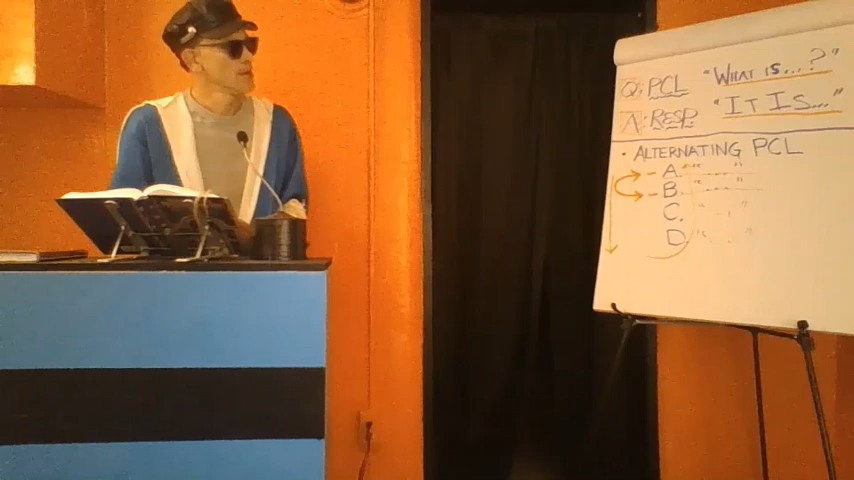 Q: PCL "WHAT IS...?"
A: RESP. "IT IS..."
• ALTERNATING PCL
A. "...."
B. "...."
C. "...?
D. "...